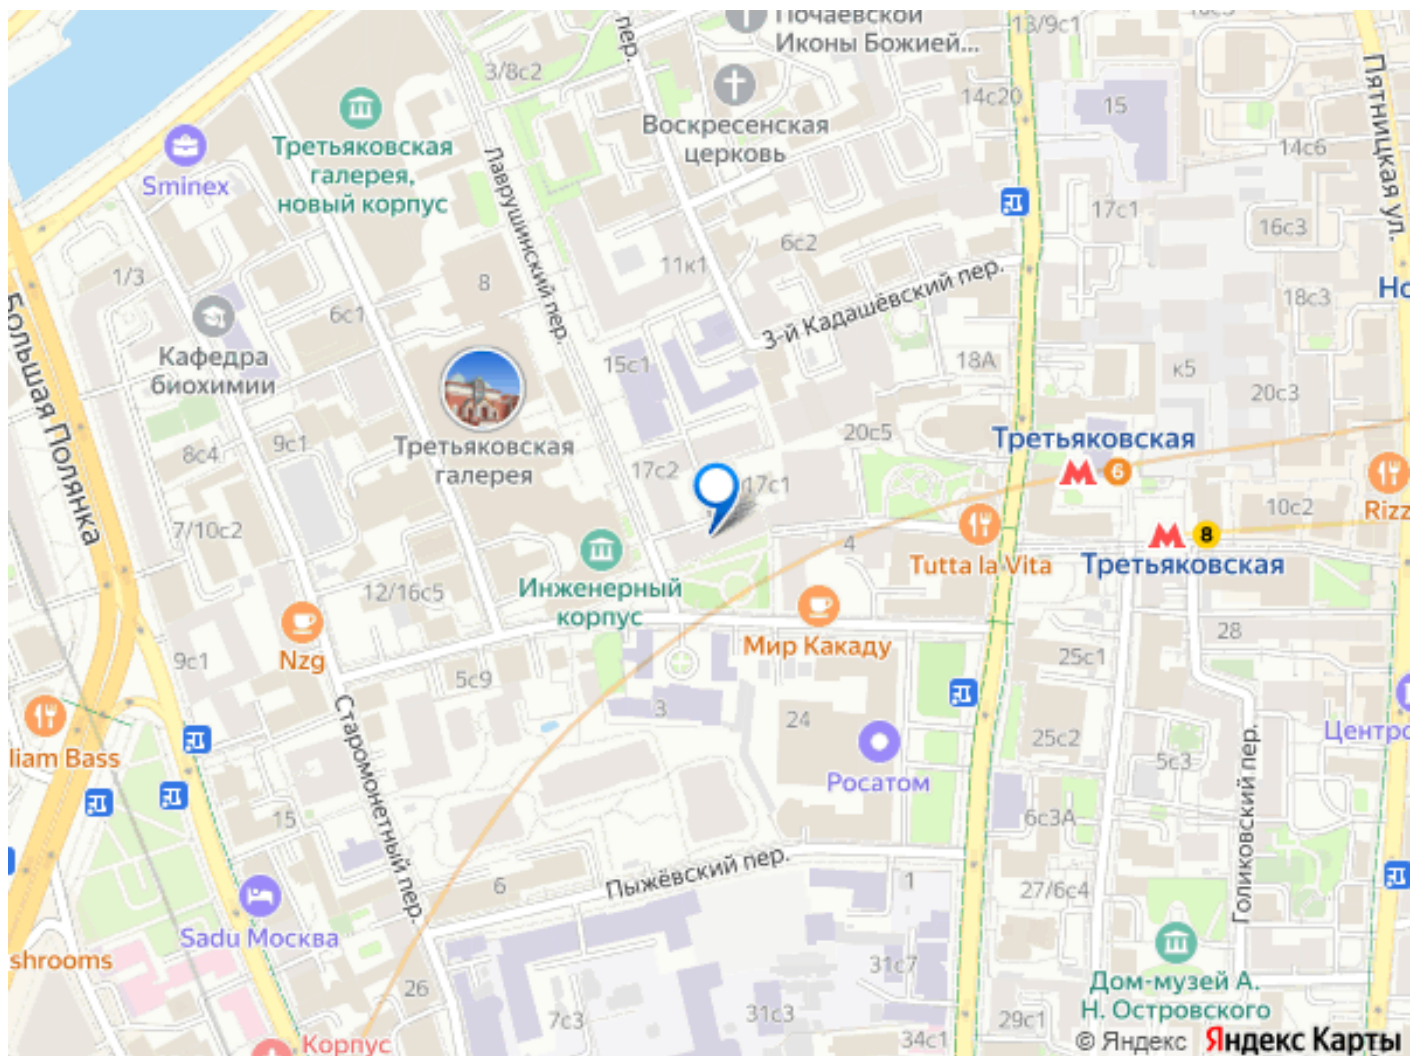 Почаевской
Иконы Божией...
13/9с1
пер.
3/8с2
14с20
15
Пятницкая ул.
Третьяковская
галерея,
новый корпус
Воскресенская
церковь
Sminex
Лаврушинский пер.
14с6
17с1
16с3
6с2
11к1
1/3
8
6с1
3-й Кадашёвский пер.
18с3
Но
Большая Полянка
Кафедра
биохимии
15с1
18А
к5
20с3
20с5
Третьяковская
6
9с1
8с4
Третьяковская
галерея
17с2
17с1
Rizz
7/10с2
10с2
4
8
Tutta la Vita
Третьяковская
Инженерный
корпус
12/16с5
Мир Какаду
28
Nzg
9с1
5с9
25с1
3
24
Старомонетный пер.
liam Bass
25с2
Центро
Голиковский пер.
5с3
Росатом
15
6с3А
Пыжёвский пер.
6
1
27/6с4
Sadu Москва
shrooms
31с7
Дом-музей А.
Н. Островского
26
7с3
31с3
29с1
34с1
Корпус
© Яндекс Яндекс Карты